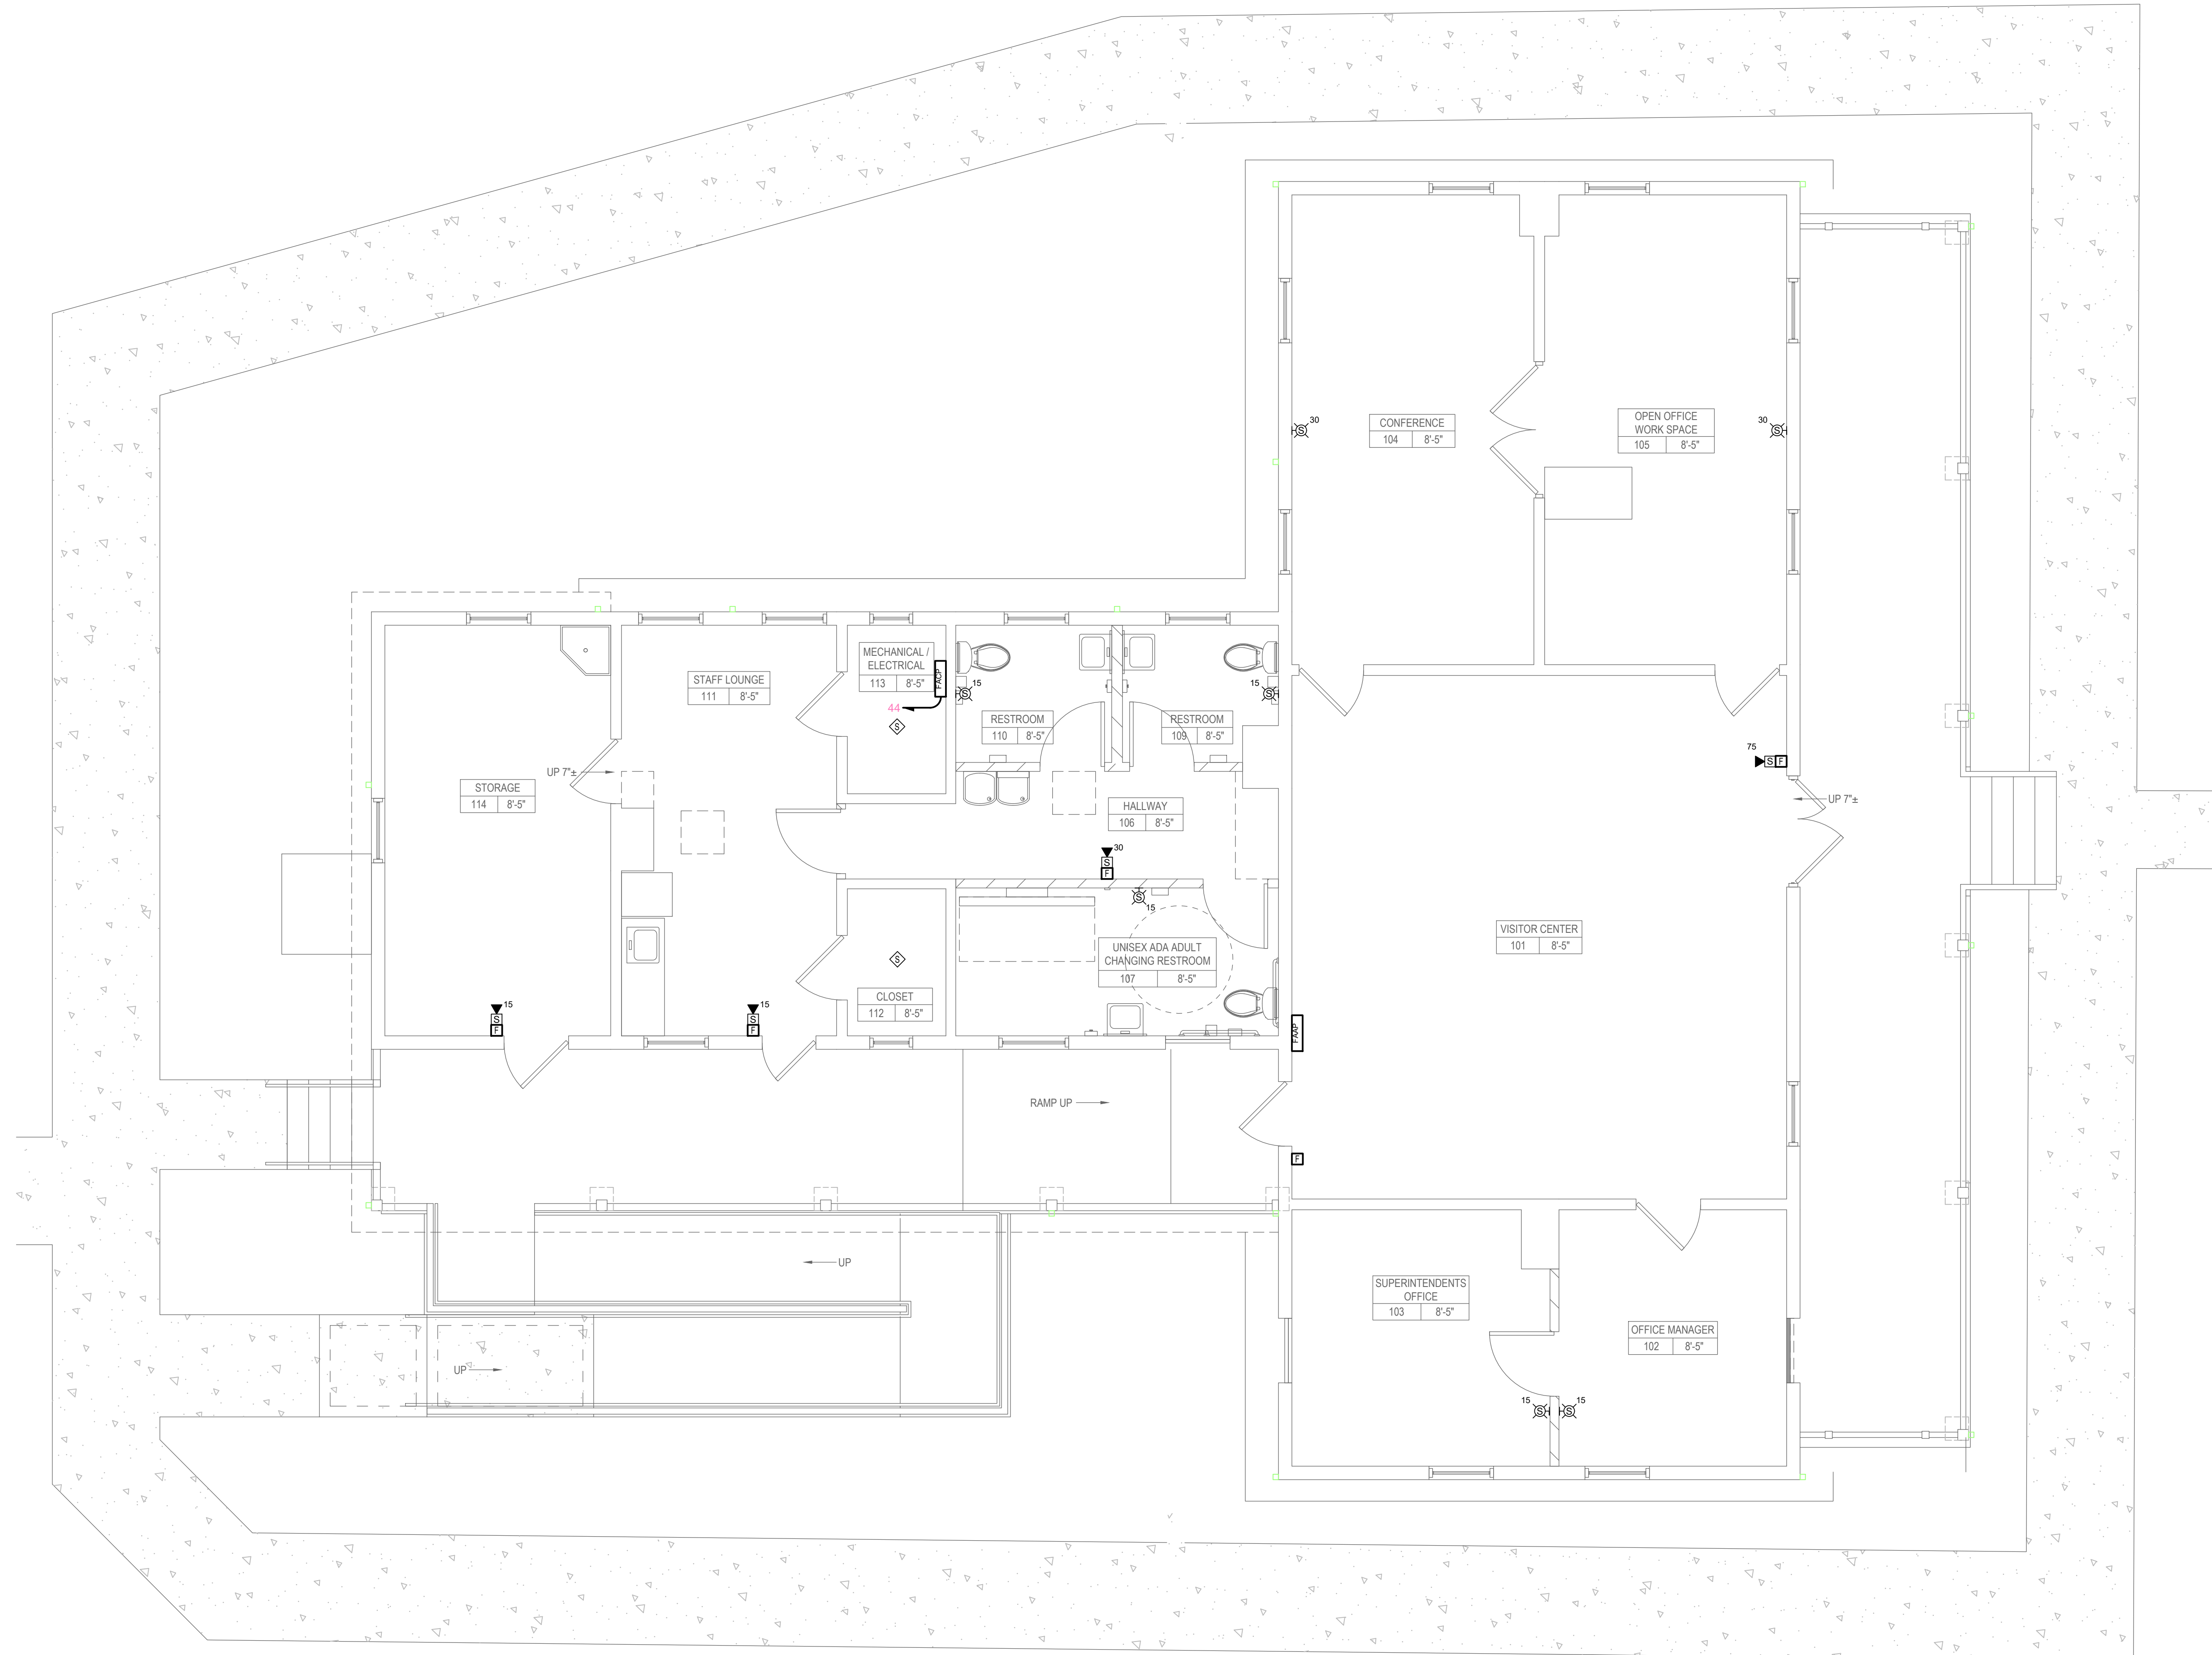 CONFERENCE
104 8'-5"
OPEN OFFICE
WORK SPACE
105 8'-5"
30
S
30
S
MECHANICAL /
ELECTRICAL
113 8'-5"
FACP
44
S
STAFF LOUNGE
111 8'-5"
S
15
15
S
RESTROOM
110 8'-5"
RESTROOM
109 8'-5"
UP 7"±
STORAGE
114 8'-5"
75
S F
UP 7"±
HALLWAY
106 8'-5"
30
S
F
S
15
VISITOR CENTER
101 8'-5"
UNISEX ADA ADULT
CHANGING RESTROOM
107 8'-5"
S
CLOSET
112 8'-5"
15
S
F
15
S
F
FAAP
RAMP UP
F
UP
SUPERINTENDENTS
OFFICE
103 8'-5"
OFFICE MANAGER
102 8'-5"
UP
15
S
S
15